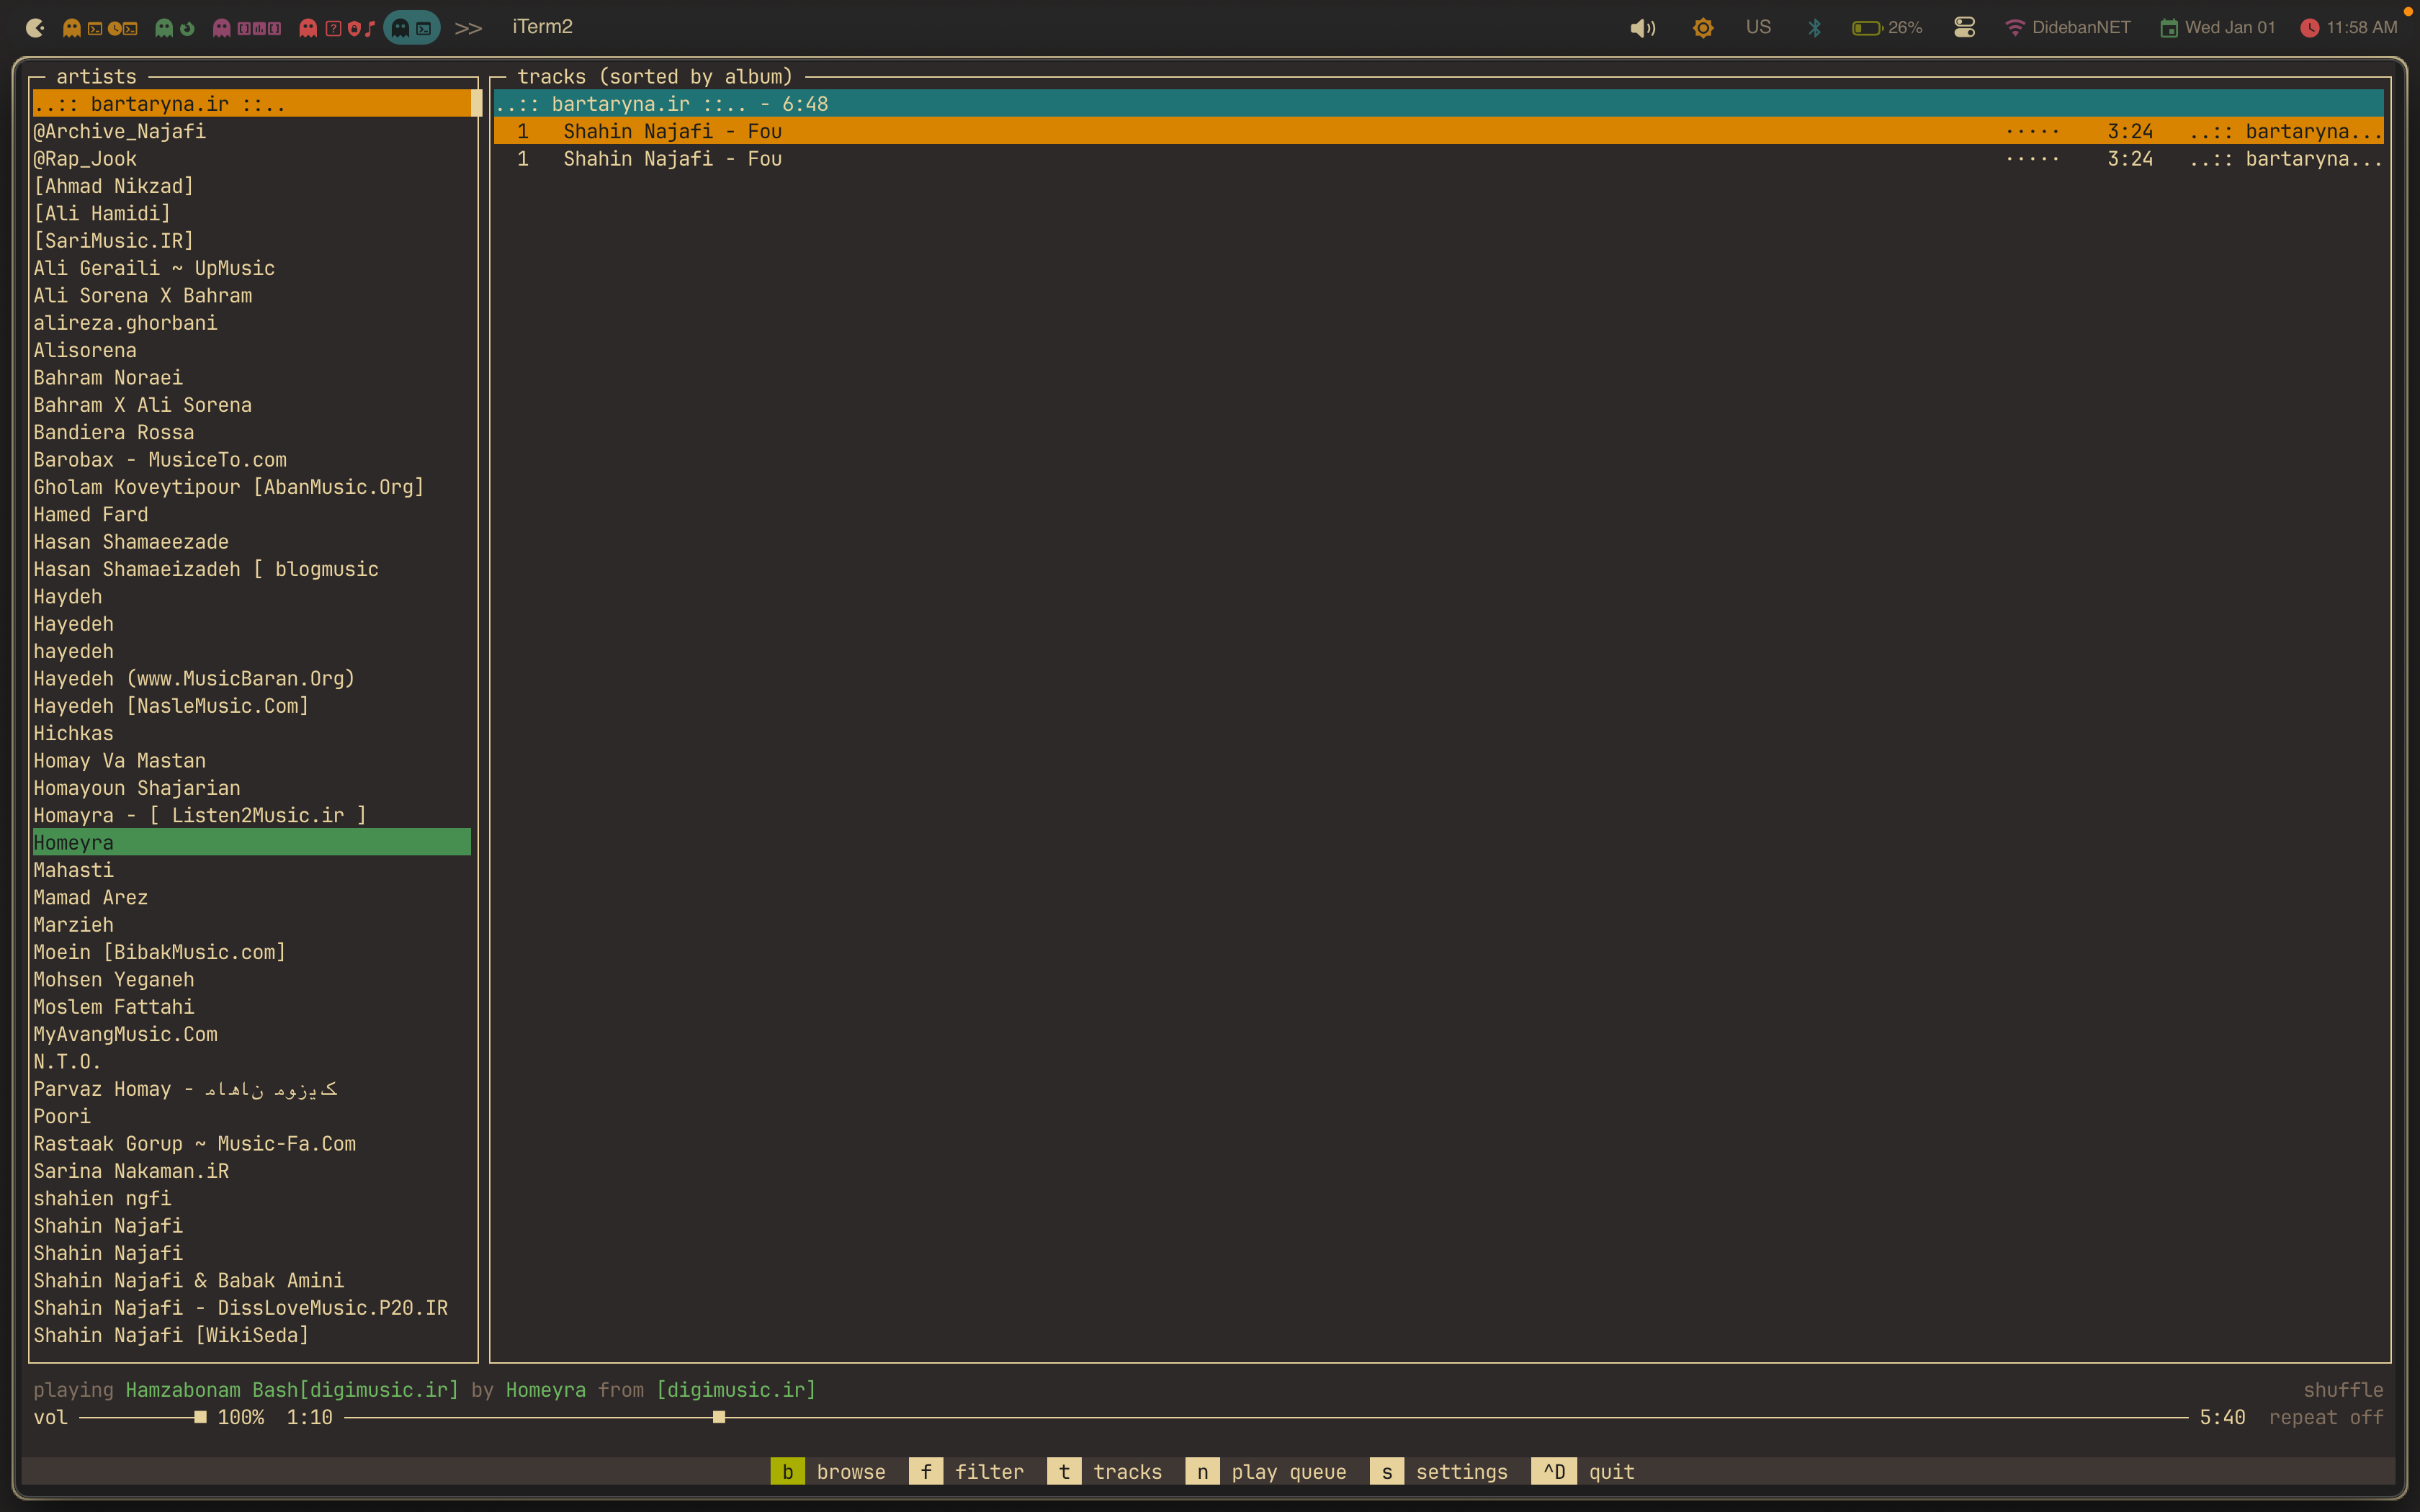 >> iTerm2 US 26% DidebanNET Wed Jan 01 11:58 AM
artists
..:: bartaryna.ir ::..
@Archive_Najafi
@Rap_Jook
[Ahmad Nikzad]
[Ali Hamidi]
[SariMusic.IR]
Ali Geraili ~ UpMusic
Ali Sorena X Bahram
alireza.ghorbani
Alisorena
Bahram Noraei
Bahram X Ali Sorena
Bandiera Rossa
Barobax - MusiceTo.com
Gholam Koveytipour [AbanMusic.Org]
Hamed Fard
Hasan Shamaeezade
Hasan Shamaeizadeh [ blogmusic
Haydeh
Hayedeh
hayedeh
Hayedeh (www.MusicBaran.Org)
Hayedeh [NasleMusic.Com]
Hichkas
Homay Va Mastan
Homayoun Shajarian
Homayra - [ Listen2Music.ir ]
Homeyra
Mahasti
Mamad Arez
Marzieh
Moein [BibakMusic.com]
Mohsen Yeganeh
Moslem Fattahi
MyAvangMusic.Com
N.T.O.
Parvaz Homay - ماهان موزیک
Poori
Rastaak Gorup ~ Music-Fa.Com
Sarina Nakaman.iR
shahien ngfi
Shahin Najafi
Shahin Najafi
Shahin Najafi & Babak Amini
Shahin Najafi - DissLoveMusic.P20.IR
Shahin Najafi [WikiSeda]
tracks (sorted by album)
..:: bartaryna.ir ::.. - 6:48
1 Shahin Najafi - Fou ····· 3:24 ..:: bartaryna...
1 Shahin Najafi - Fou ····· 3:24 ..:: bartaryna...
playing Hamzabonam Bash[digimusic.ir] by Homeyra from [digimusic.ir] shuffle
vol 100% 1:10 5:40 repeat off
b browse f filter t tracks n play queue s settings ^D quit